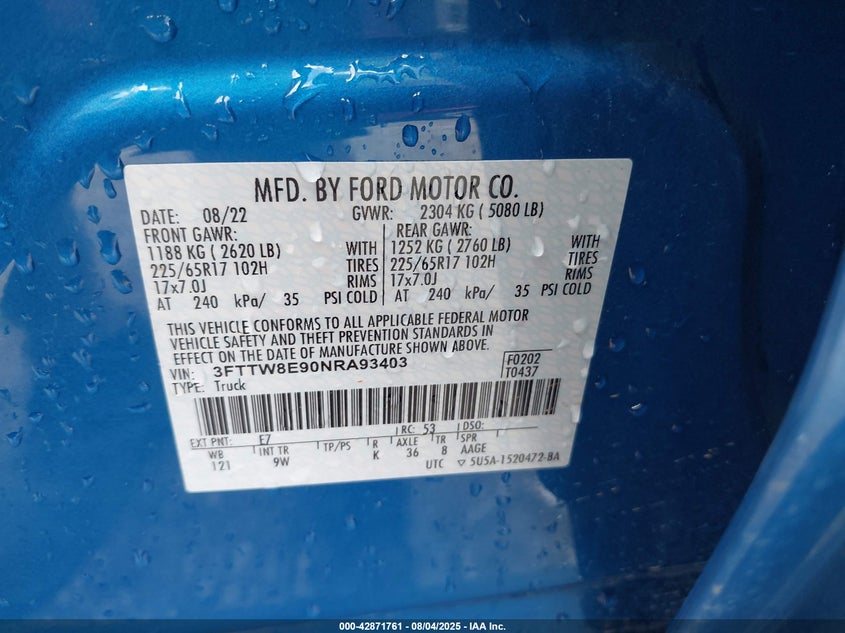 MFD. BY FORD MOTOR CO.
DATE: 08/22 GVWR: 2304 KG ( 5080 LB)
FRONT GAWR: REAR GAWR:
1188 KG ( 2620 LB) WITH 1252 KG ( 2760 LB) WITH
225/65R17 102H TIRES 225/65R17 102H TIRES
17x7.0J RIMS 17x7.0J RIMS
AT 240 kPa/ 35 PSI COLD AT 240 kPa/ 35 PSI COLD
THIS VEHICLE CONFORMS TO ALL APPLICABLE FEDERAL MOTOR
VEHICLE SAFETY AND THEFT PREVENTION STANDARDS IN
EFFECT ON THE DATE OF MANUFACTURE SHOWN ABOVE.
VIN: 3FTTW8E90NRA93403 F0202
TYPE: Truck T0437
EXT PNT: E7 RC: 53 DSO:
WB INT TR TP/PS R AXLE TR SPR
121 9W K 36 8 AAGE
UTC ▽ 5U5A-1520472-BA
000-42871761 - 08/04/2025 - IAA Inc.